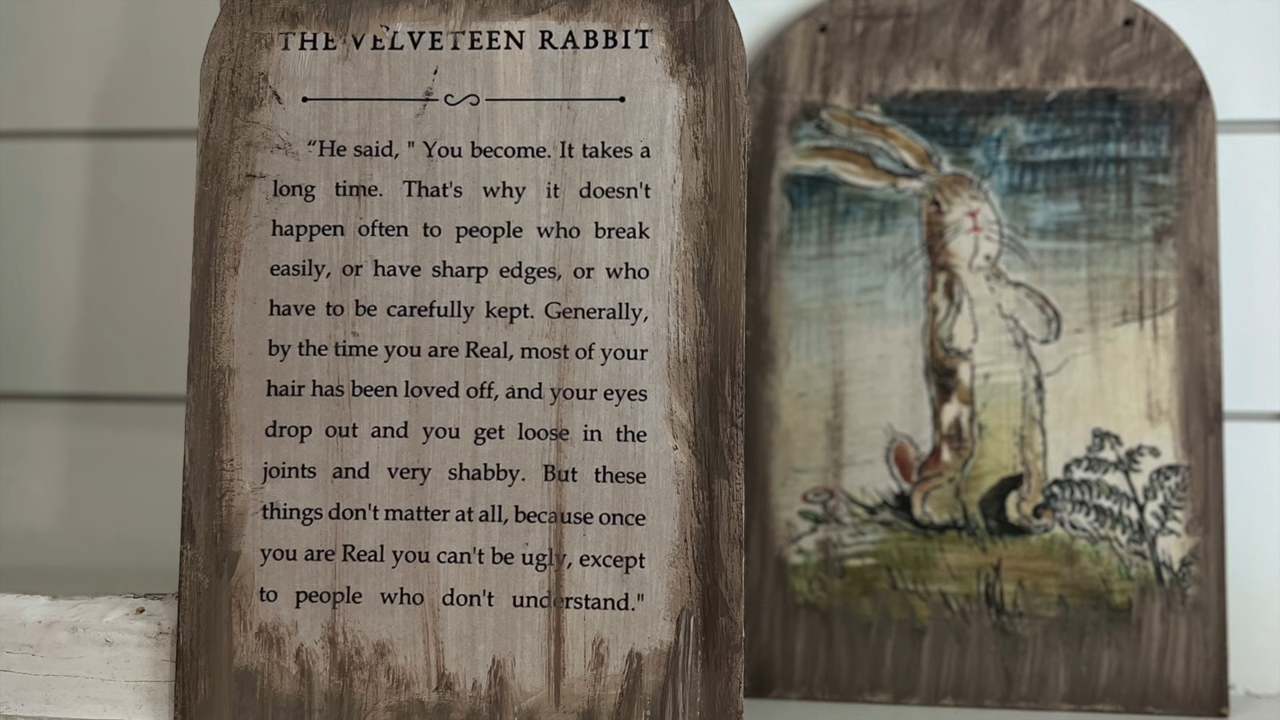 THE VELVETEEN RABBIT
“He said, " You become. It takes a
long time. That's why it doesn't
happen often to people who break
easily, or have sharp edges, or who
have to be carefully kept. Generally,
by the time you are Real, most of your
hair has been loved off, and your eyes
drop out and you get loose in the
joints and very shabby. But these
things don't matter at all, because once
you are Real you can't be ugly, except
to people who don't understand."